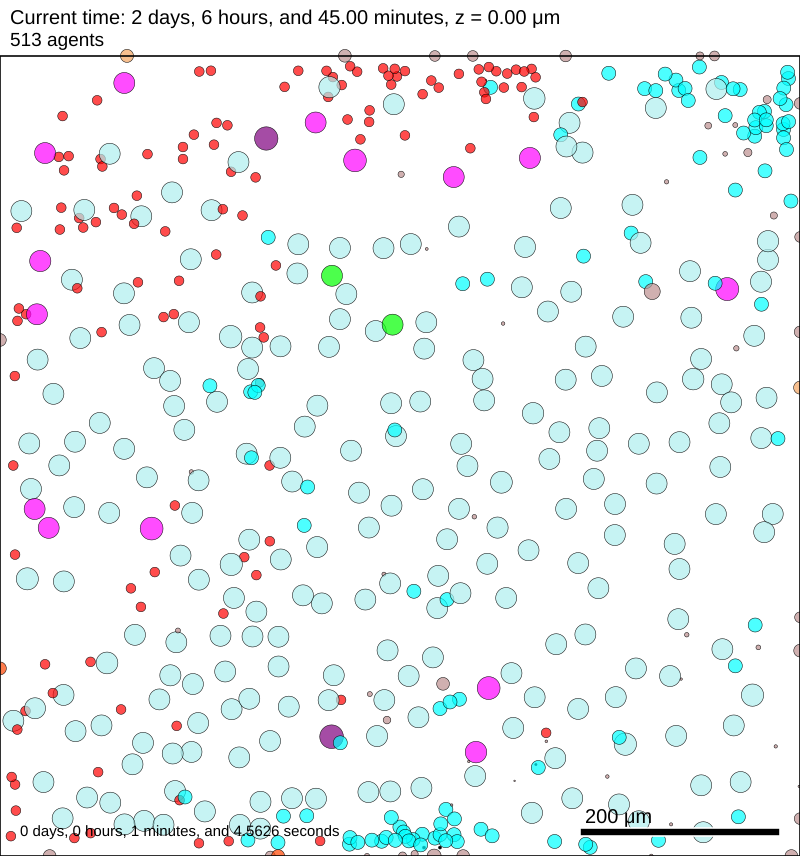 Current time: 2 days, 6 hours, and 45.00 minutes, z = 0.00 μm
513 agents
200 μm
0 days, 0 hours, 1 minutes, and 4.5626 seconds